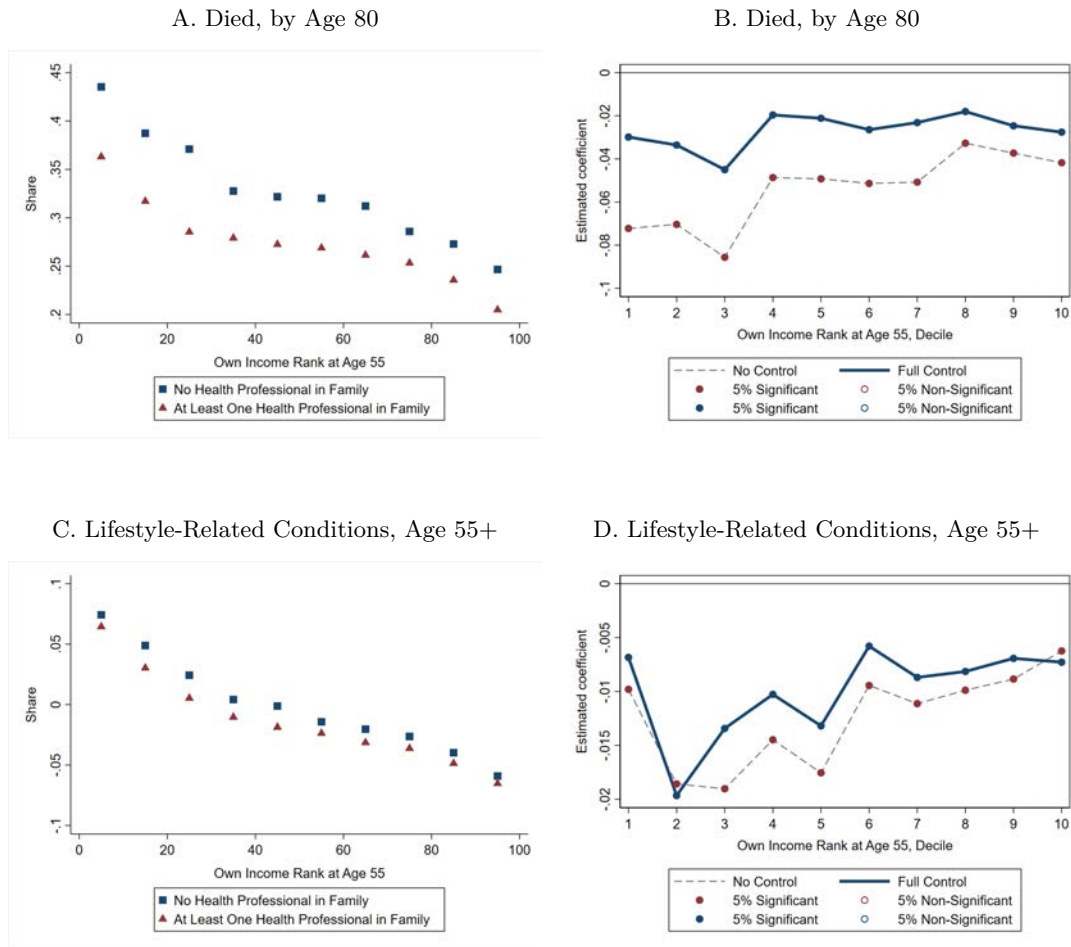 A. Died, by Age 80
.45
.4
.35
.3
.25
.2
Share
0 20 40 60 80 100
Own Income Rank at Age 55
No Health Professional in Family
At Least One Health Professional in Family
B. Died, by Age 80
0
-.02
-.04
-.06
-.08
-.1
Estimated coefficient
1 2 3 4 5 6 7 8 9 10
Own Income Rank at Age 55, Decile
No Control Full Control
5% Significant 5% Non-Significant
5% Significant 5% Non-Significant
C. Lifestyle-Related Conditions, Age 55+
.1
.05
0
-.05
-.1
Share
0 20 40 60 80 100
Own Income Rank at Age 55
No Health Professional in Family
At Least One Health Professional in Family
D. Lifestyle-Related Conditions, Age 55+
0
-.005
-.01
-.015
-.02
Estimated coefficient
1 2 3 4 5 6 7 8 9 10
Own Income Rank at Age 55, Decile
No Control Full Control
5% Significant 5% Non-Significant
5% Significant 5% Non-Significant